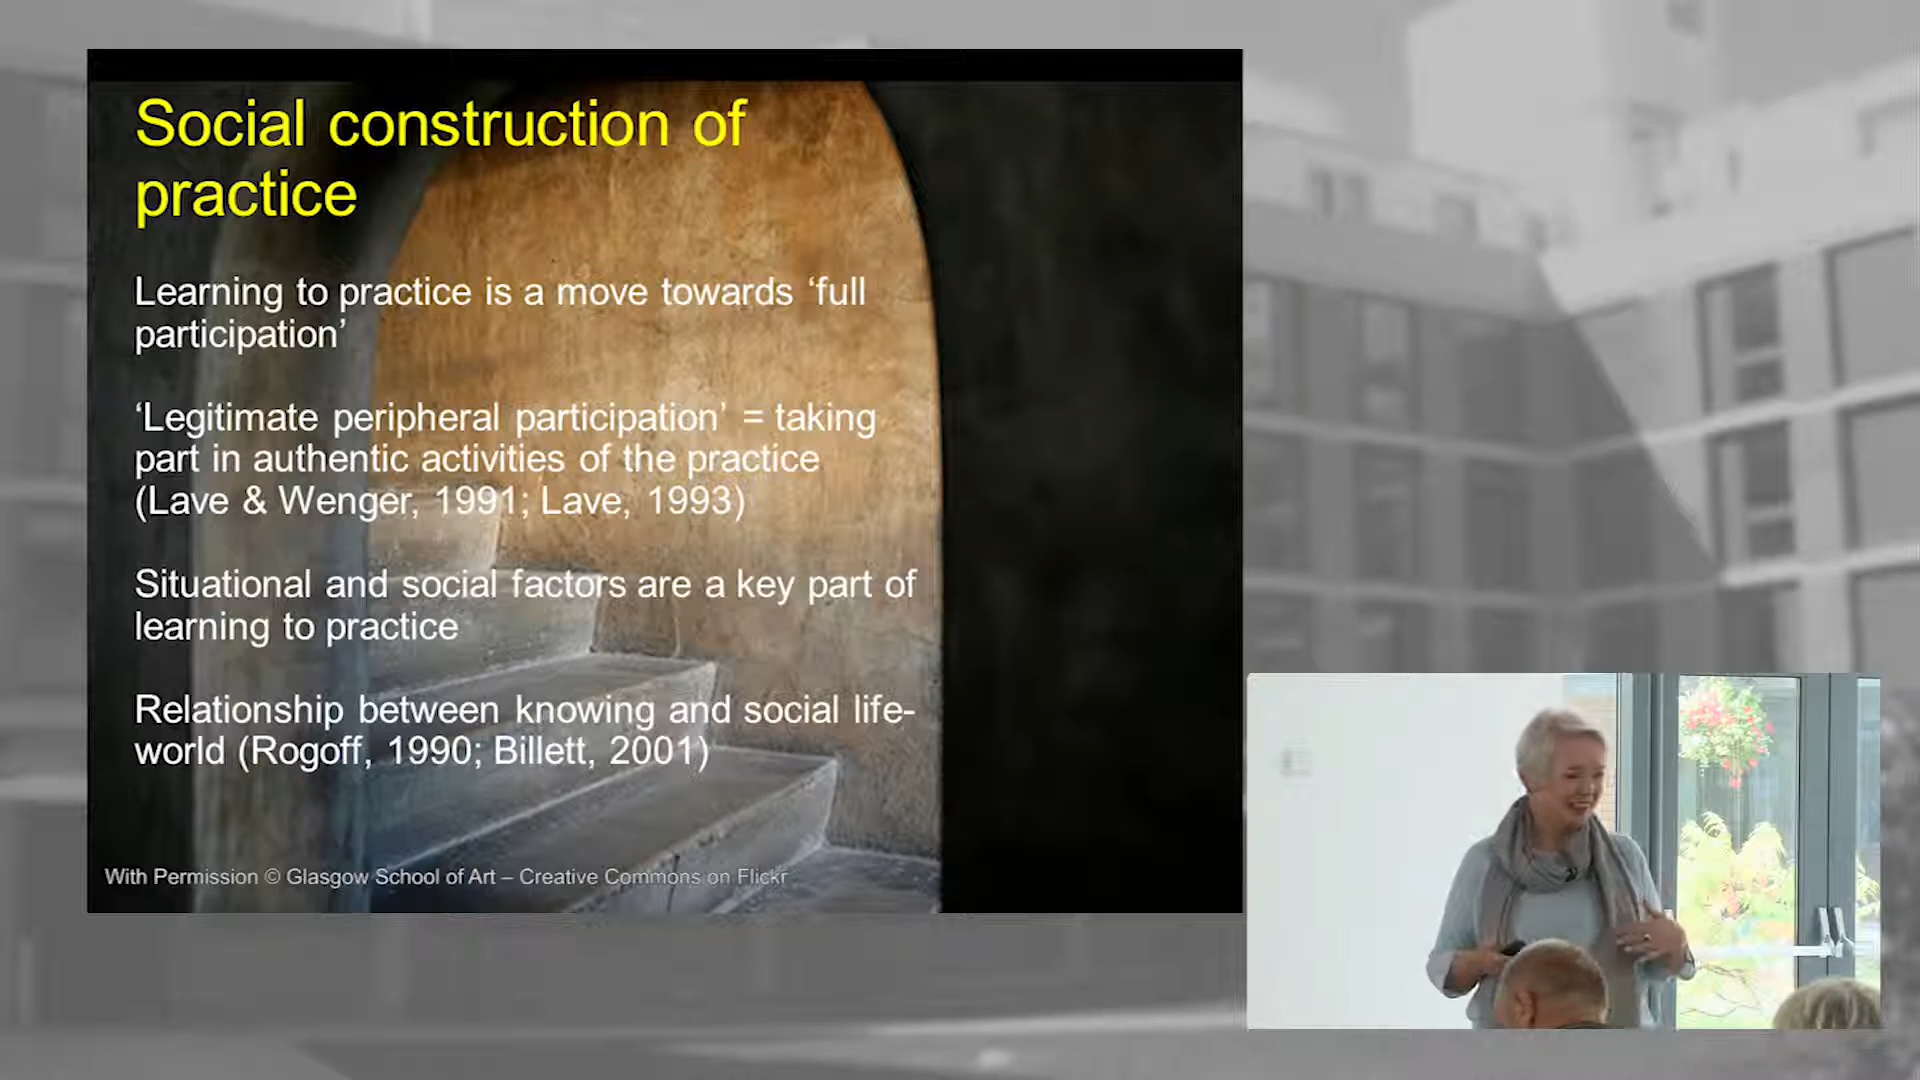 Social construction of
practice
Learning to practice is a move towards ‘full
participation’
‘Legitimate peripheral participation’ = taking
part in authentic activities of the practice
(Lave & Wenger, 1991; Lave, 1993)
Situational and social factors are a key part of
learning to practice
Relationship between knowing and social life-
world (Rogoff, 1990; Billett, 2001)
With Permission © Glasgow School of Art – Creative Commons on Flickr